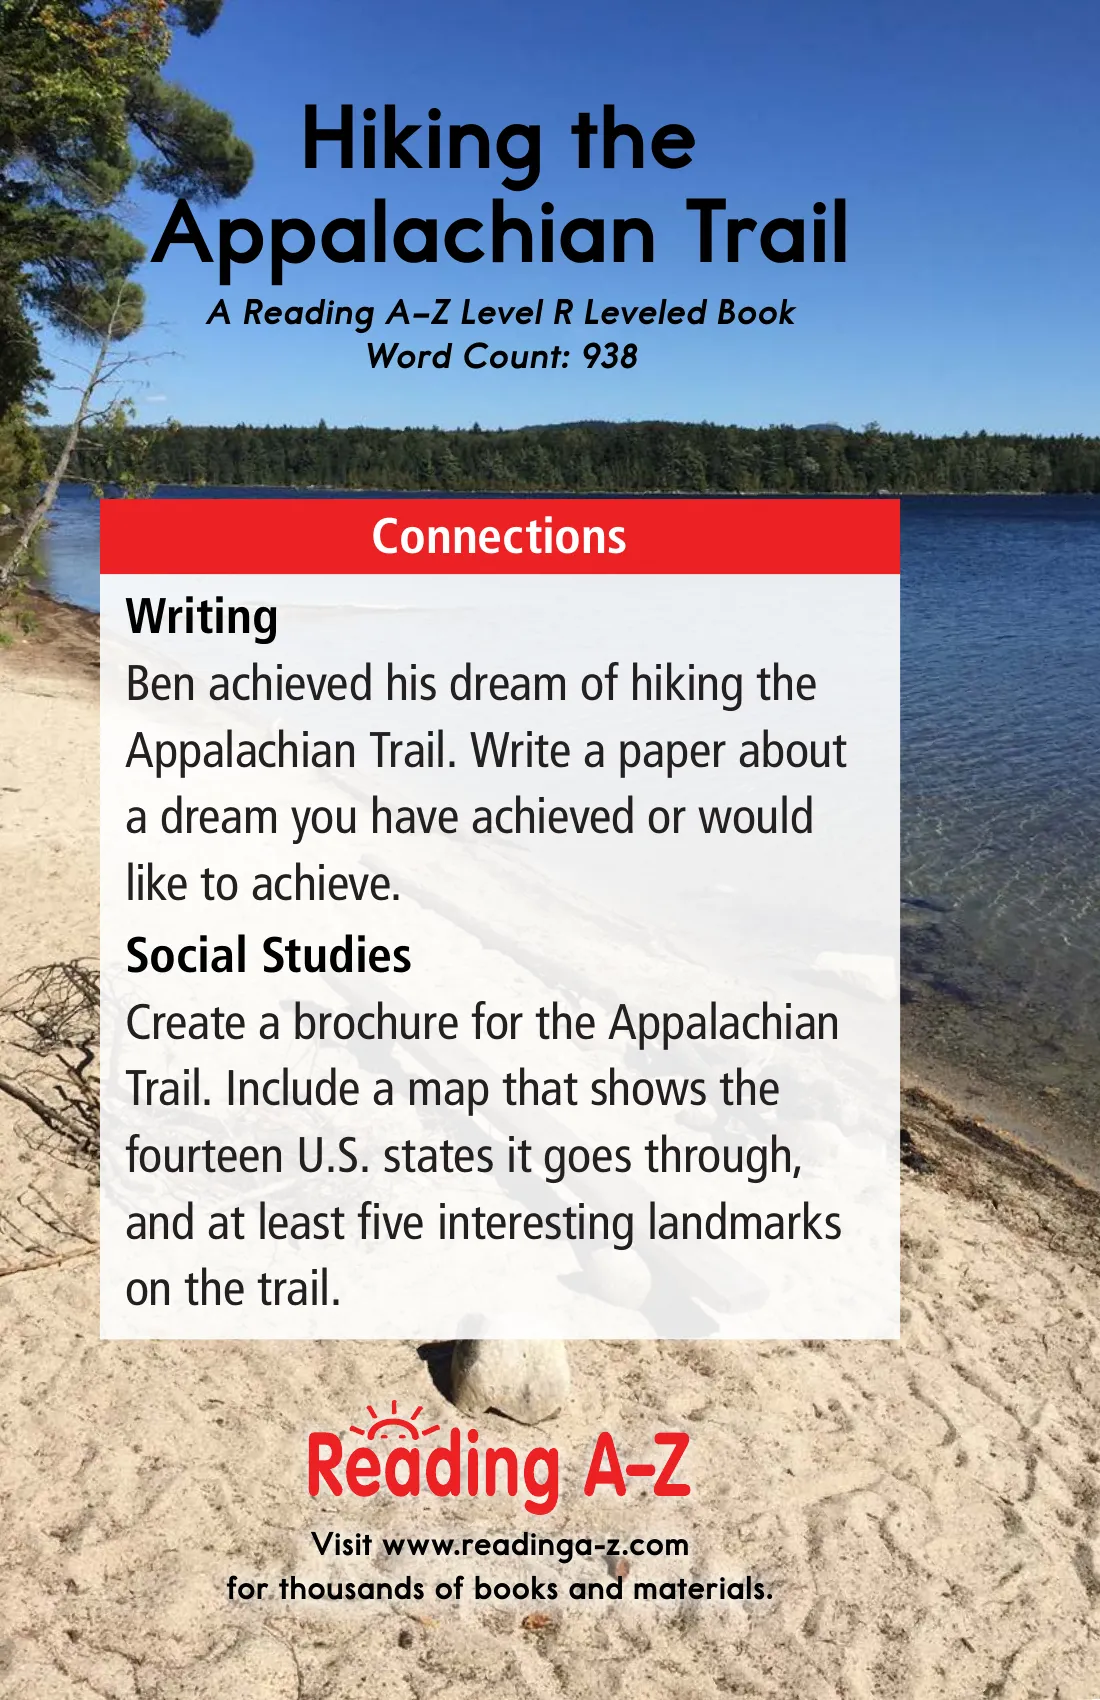 Hiking the
Appalachian Trail
A Reading A–Z Level R Leveled Book
Word Count: 938
Connections
Writing
Ben achieved his dream of hiking the
Appalachian Trail. Write a paper about
a dream you have achieved or would
like to achieve.
Social Studies
Create a brochure for the Appalachian
Trail. Include a map that shows the
fourteen U.S. states it goes through,
and at least five interesting landmarks
on the trail.
Reading A–Z
Visit www.readinga-z.com
for thousands of books and materials.